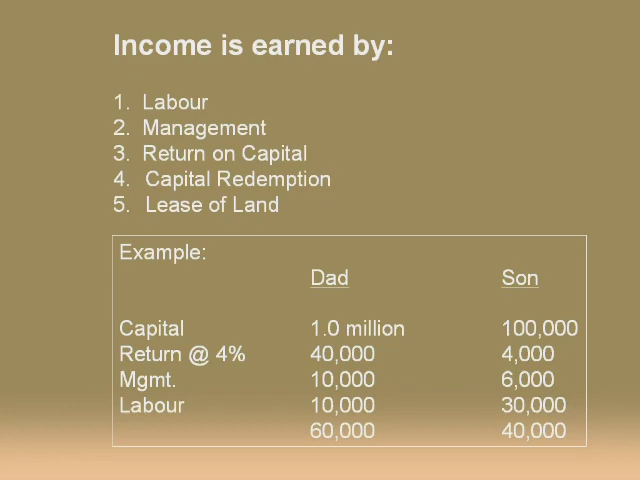 Income is earned by:
1. Labour
2. Management
3. Return on Capital
4. Capital Redemption
5. Lease of Land
Example:
Dad Son
Capital 1.0 million 100,000
Return @ 4% 40,000 4,000
Mgmt. 10,000 6,000
Labour 10,000 30,000
60,000 40,000